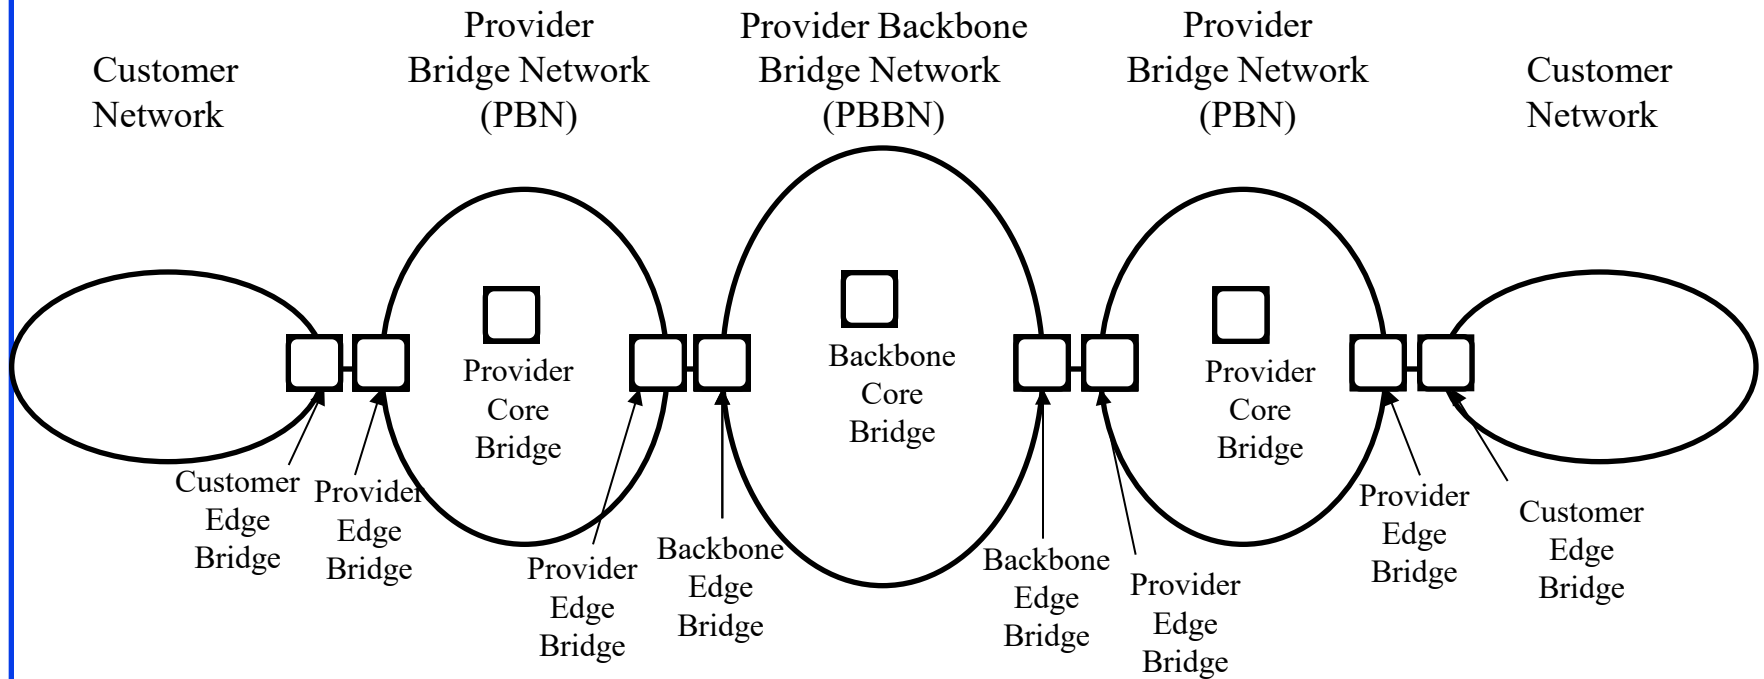 Customer
Network
Provider
Bridge Network
(PBN)
Provider Backbone
Bridge Network
(PBBN)
Provider
Bridge Network
(PBN)
Customer
Network
Provider
Core
Bridge
Backbone
Core
Bridge
Provider
Core
Bridge
Customer
Edge
Bridge
Provider
Edge
Bridge
Provider
Edge
Bridge
Backbone
Edge
Bridge
Backbone
Edge
Bridge
Provider
Edge
Bridge
Provider
Edge
Bridge
Customer
Edge
Bridge